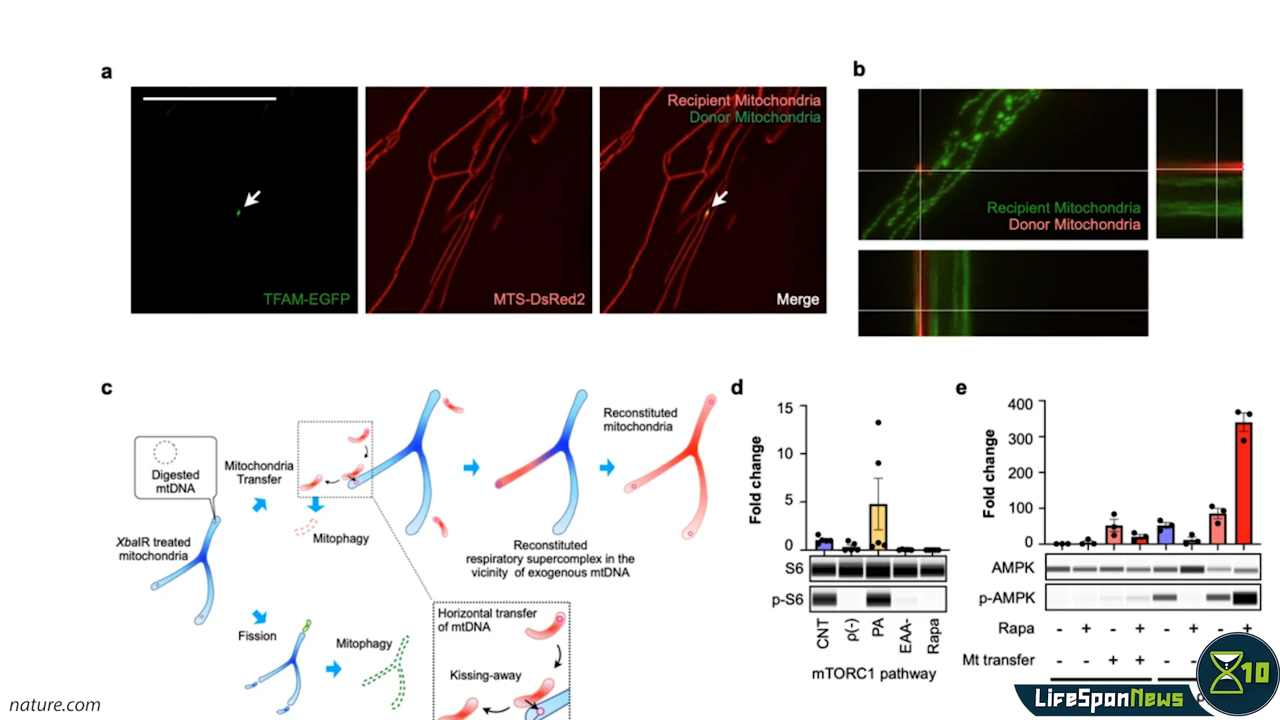 a
TFAM-EGFP
MTS-DsRed2
Recipient Mitochondria
Donor Mitochondria
Merge
b
Recipient Mitochondria
Donor Mitochondria
c
Digested
mtDNA
XbaIR treated
mitochondria
Mitochondria
Transfer
Mitophagy
Reconstituted
respiratory supercomplex in the
vicinity of exogenous mtDNA
Reconstituted
mitochondria
Fission
Mitophagy
Horizontal transfer
of mtDNA
Kissing-away
d
Fold change
15
10
5
0
S6
p-S6
CNT
ρ(-)
PA
EAA-
Rapa
mTORC1 pathway
e
Fold change
400
300
200
100
0
AMPK
p-AMPK
Rapa - + - + - + - +
Mt transfer - - + + - -
nature.com
LifeSpanNews
10